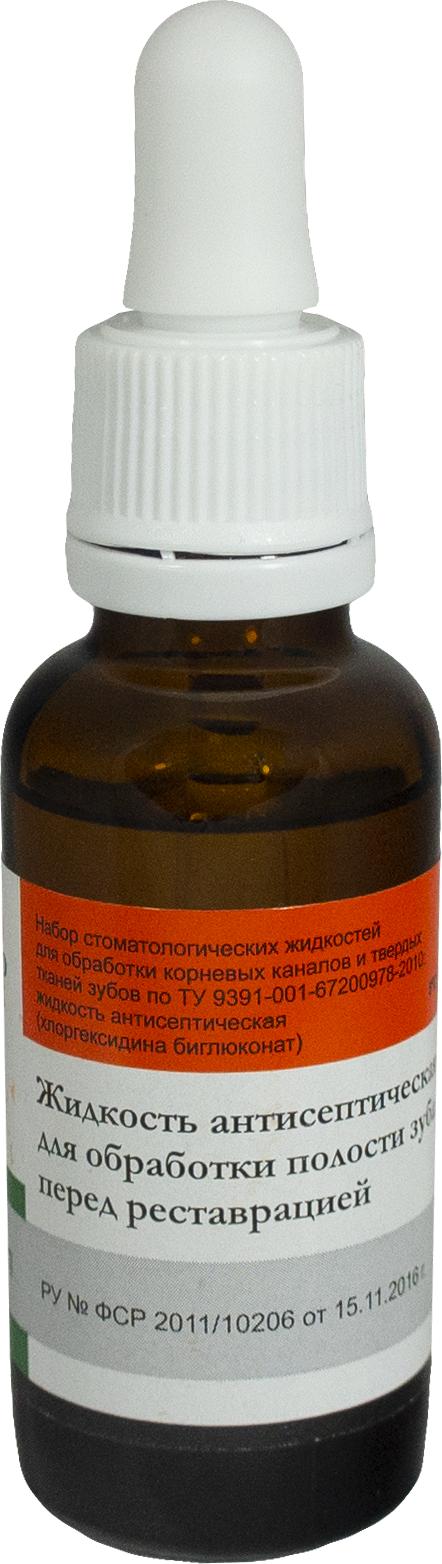 Набор стоматологических жидкостей
для обработки корневых каналов и твердых
тканей зубов по ТУ 9391-001-67200978-2010:
жидкость антисептическая
(хлоргексидина биглюконат)
Жидкость антисептическая
для обработки полости зуба
перед реставрацией
РУ № ФСР 2011/10206 от 15.11.2016 г.